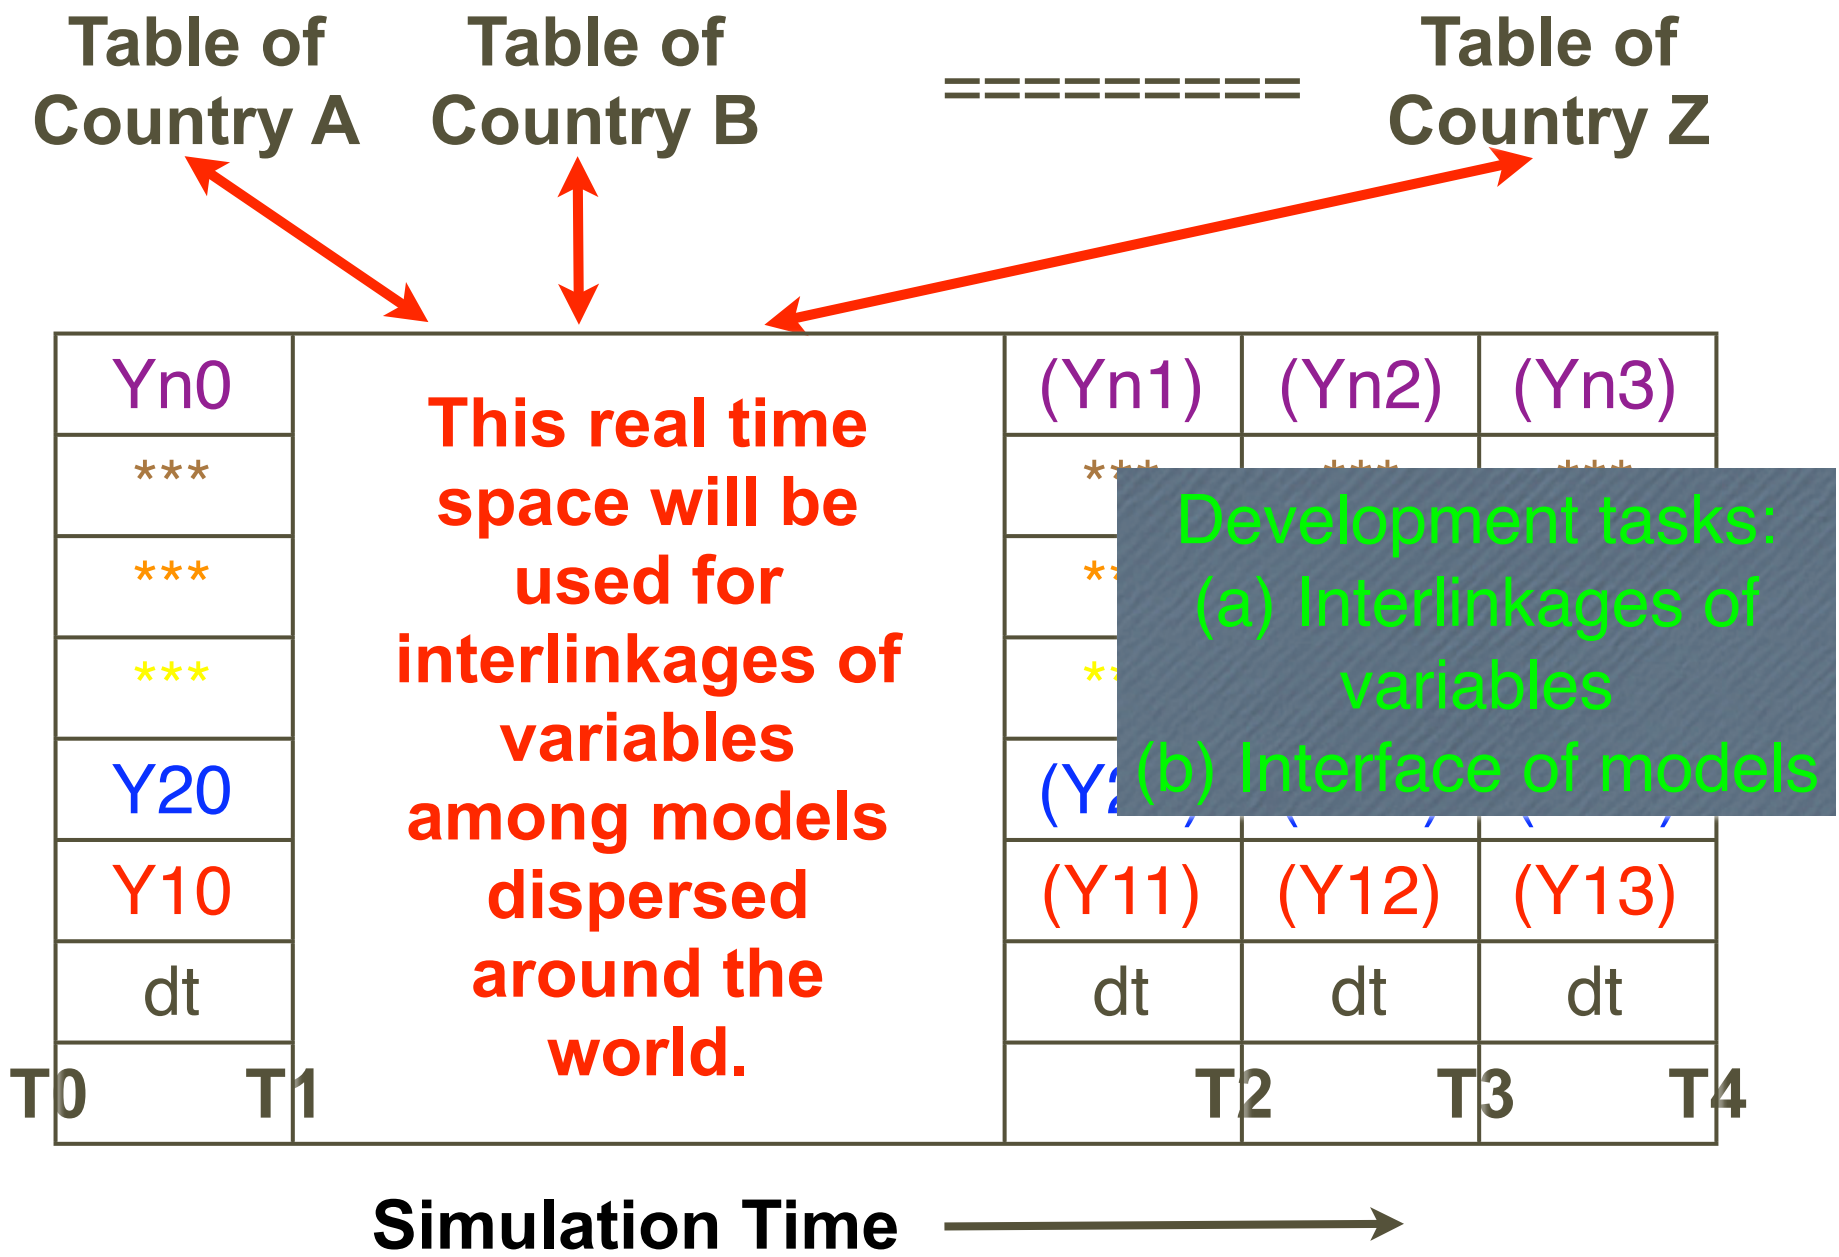 Table of
Country A
Table of
Country B
=========
Table of
Country Z
Yn0
***
***
***
Y20
Y10
dt
This real time
space will be
used for
interlinkages of
variables
among models
dispersed
around the
world.
(Yn1) (Yn2) (Yn3)
*** *** ***
Development tasks:
(a) Interlinkages of
variables
(b) Interface of models
(Y11) (Y12) (Y13)
dt dt dt
T0 T1 T2 T3 T4
Simulation Time